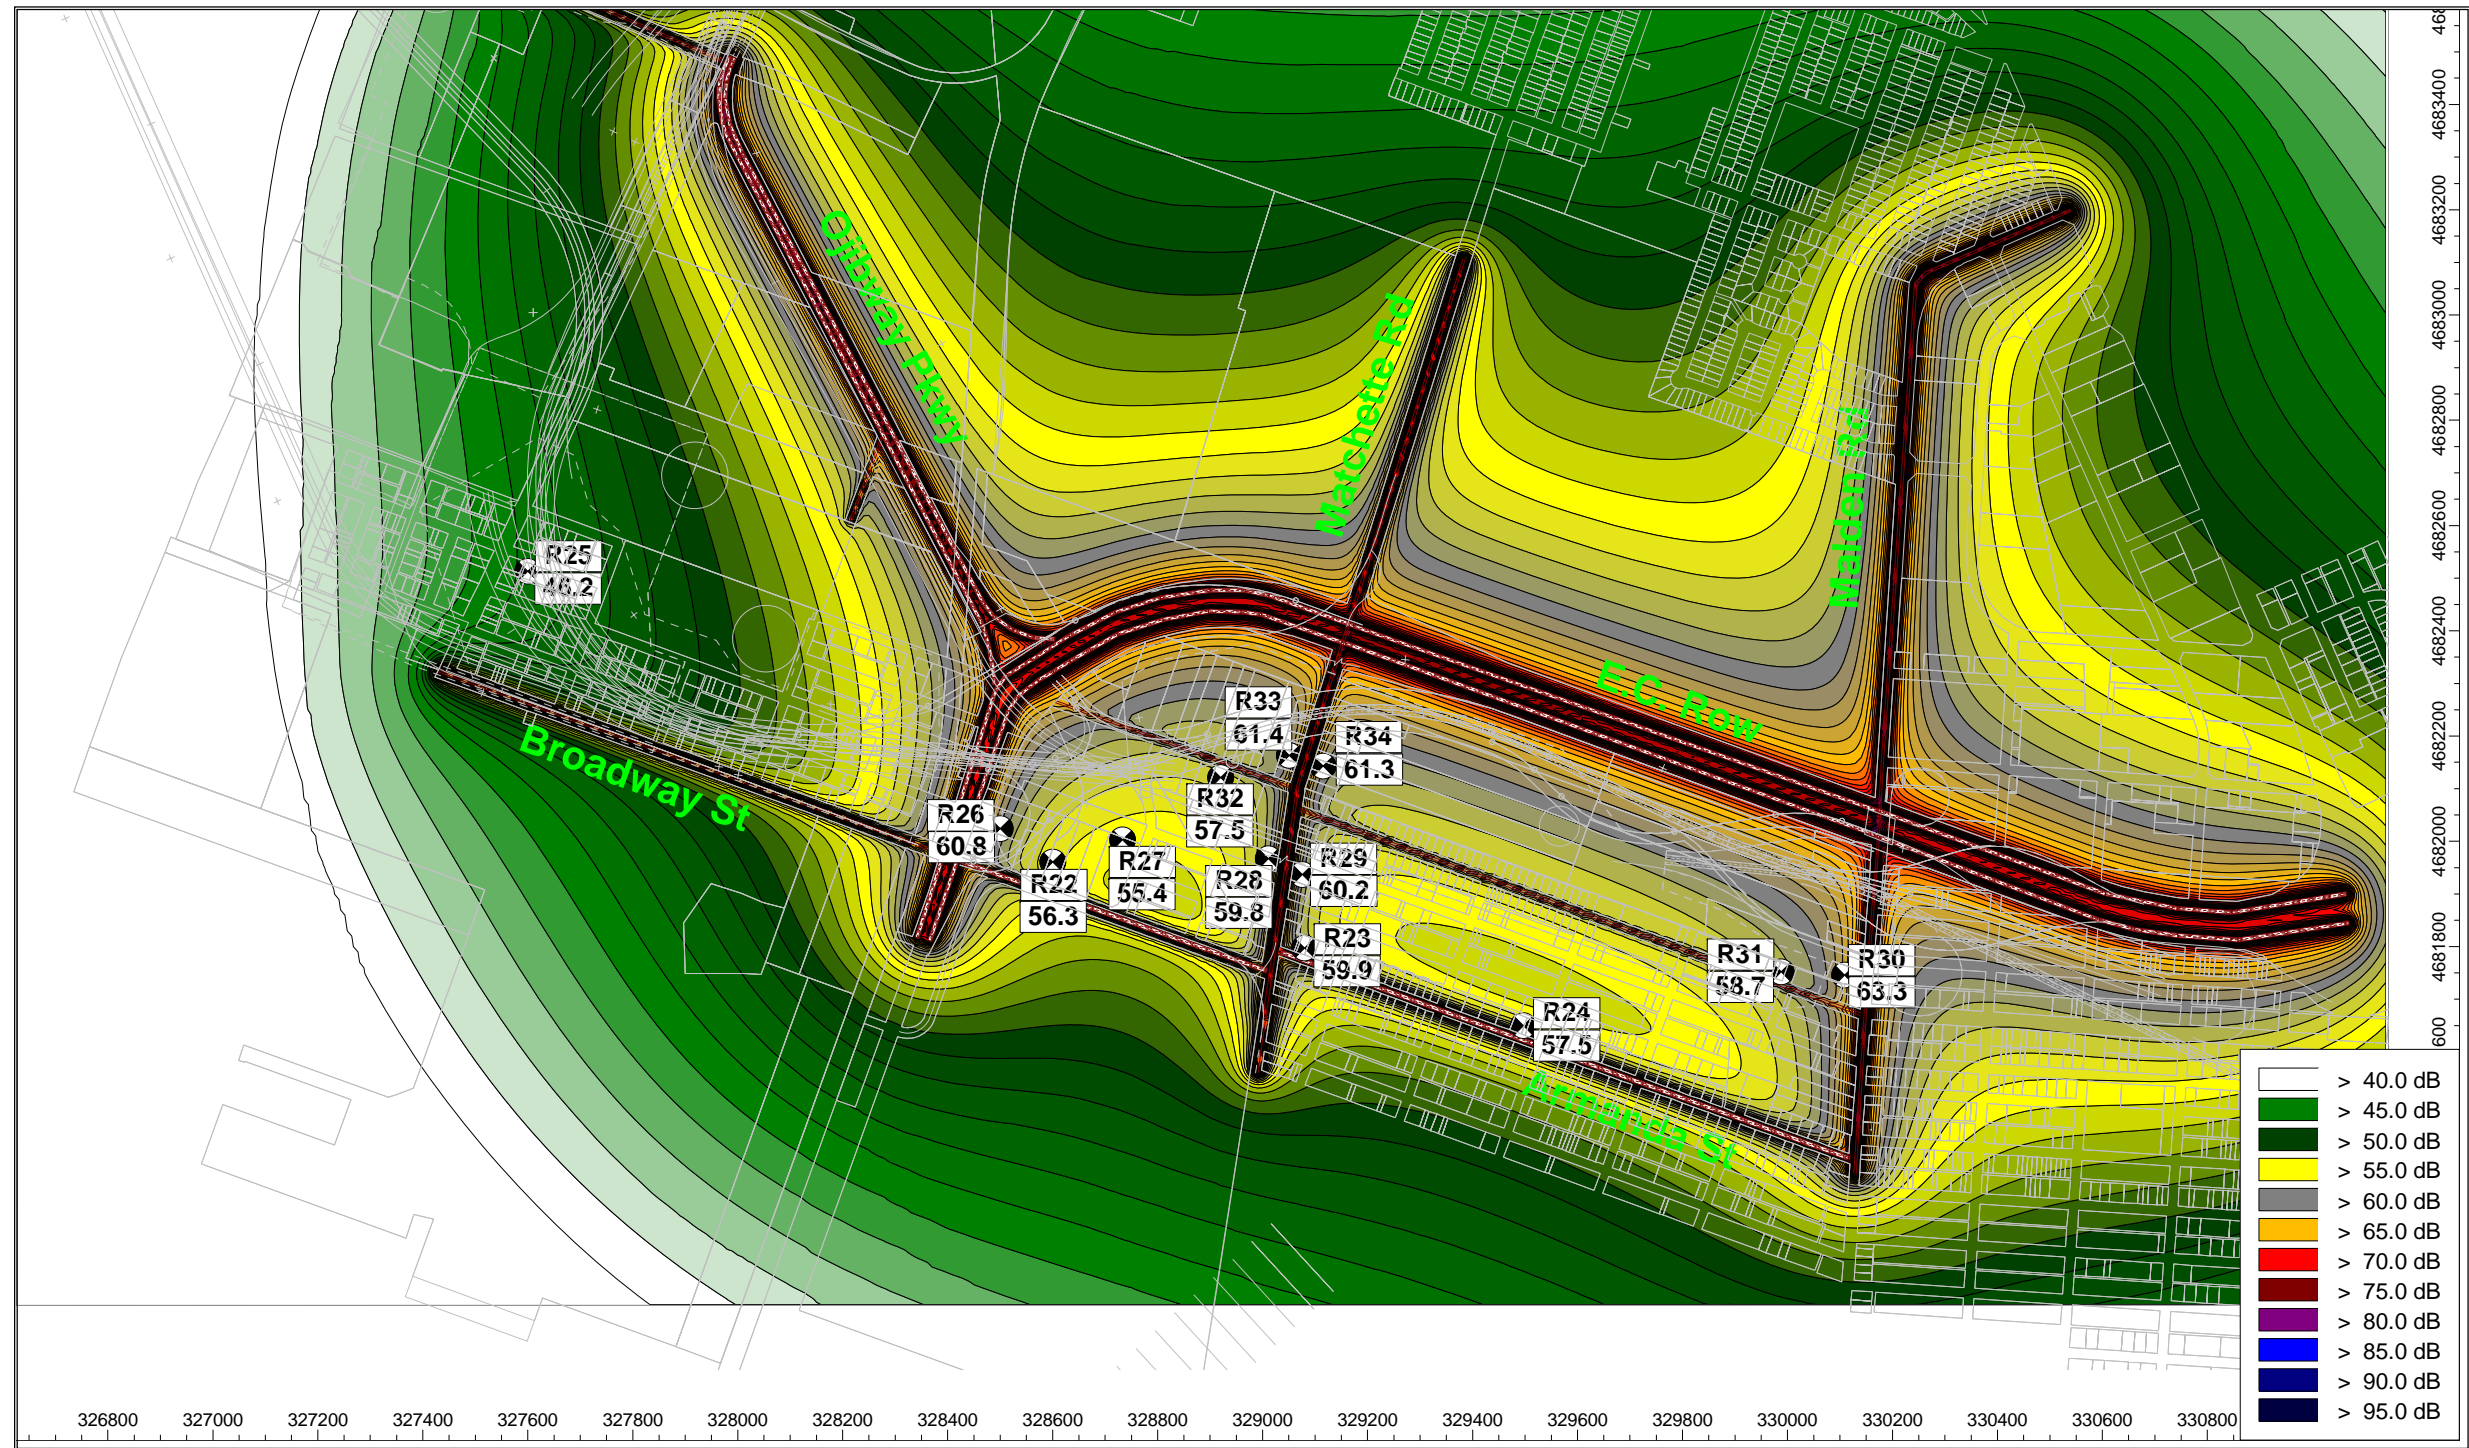 Ojibway Pkwy
Matchette Rd
Malden Rd
E.C. Row
Broadway St
Armanda St
R25
46.2
R33
61.4
R34
61.3
R32
57.5
R26
60.8
R27
55.4
R22
56.3
R28
59.8
R29
60.2
R23
59.9
R31
58.7
R30
63.3
R24
57.5
4683400
4683200
4683000
4682800
4682600
4682400
4682200
4682000
4681800
600
> 40.0 dB
> 45.0 dB
> 50.0 dB
> 55.0 dB
> 60.0 dB
> 65.0 dB
> 70.0 dB
> 75.0 dB
> 80.0 dB
> 85.0 dB
> 90.0 dB
> 95.0 dB
326800 327000 327200 327400 327600 327800 328000 328200 328400 328600 328800 329000 329200 329400 329600 329800 330000 330200 330400 330600 330800